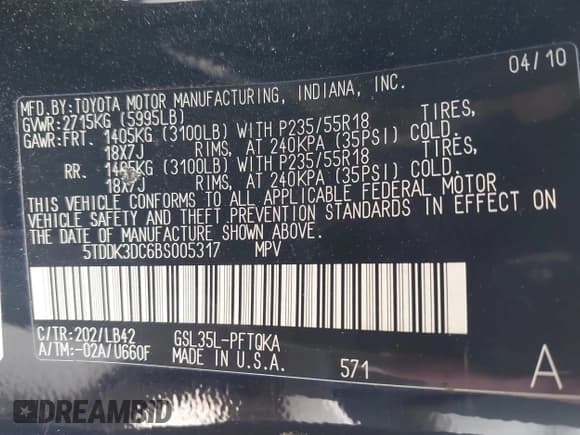 04/10
MFD.BY:TOYOTA MOTOR MANUFACTURING, INDIANA, INC.
GVWR:2715KG (5995LB)
GAWR:FRT. 1405KG (3100LB) WITH P235/55R18 TIRES,
18X7J RIMS, AT 240KPA (35PSI) COLD.
RR. (3100LB) WITH P235/55R18 TIRES,
18X7J RIMS, AT 240KPA (35PSI) COLD.
THIS VEHICLE CONFORMS TO ALL APPLICABLE FEDERAL MOTOR
VEHICLE SAFETY AND THEFT PREVENTION STANDARDS IN EFFECT ON
THE DATE OF MANUFACTURE SHOWN ABOVE.
5TDDK3DC6BS005317 MPV
C/TR:202/LB42 GSL35L-PFTQKA
A/TM:-02A/U660F MADE IN U.S.A. 571 A
DREAMBID